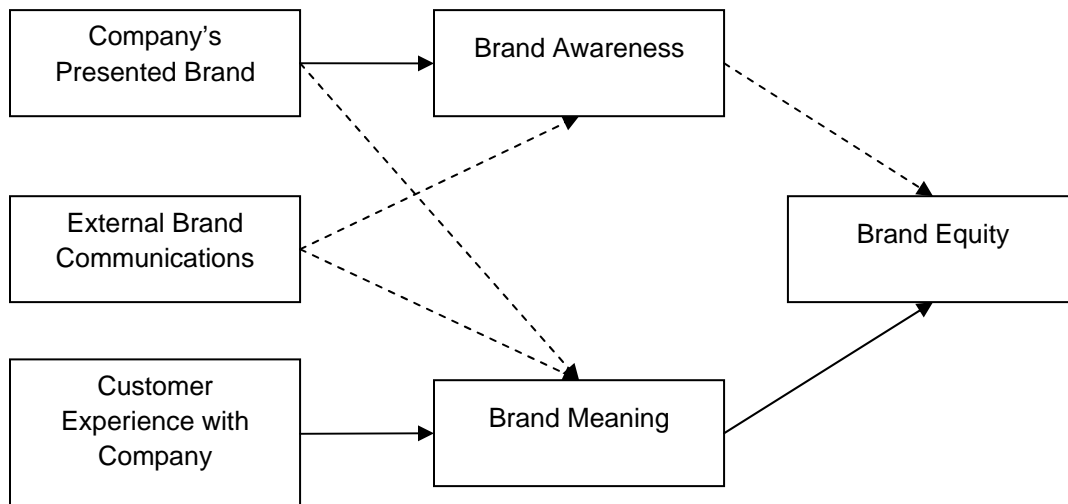 Company’s
Presented Brand
Brand Awareness
External Brand
Communications
Brand Equity
Customer
Experience with
Company
Brand Meaning